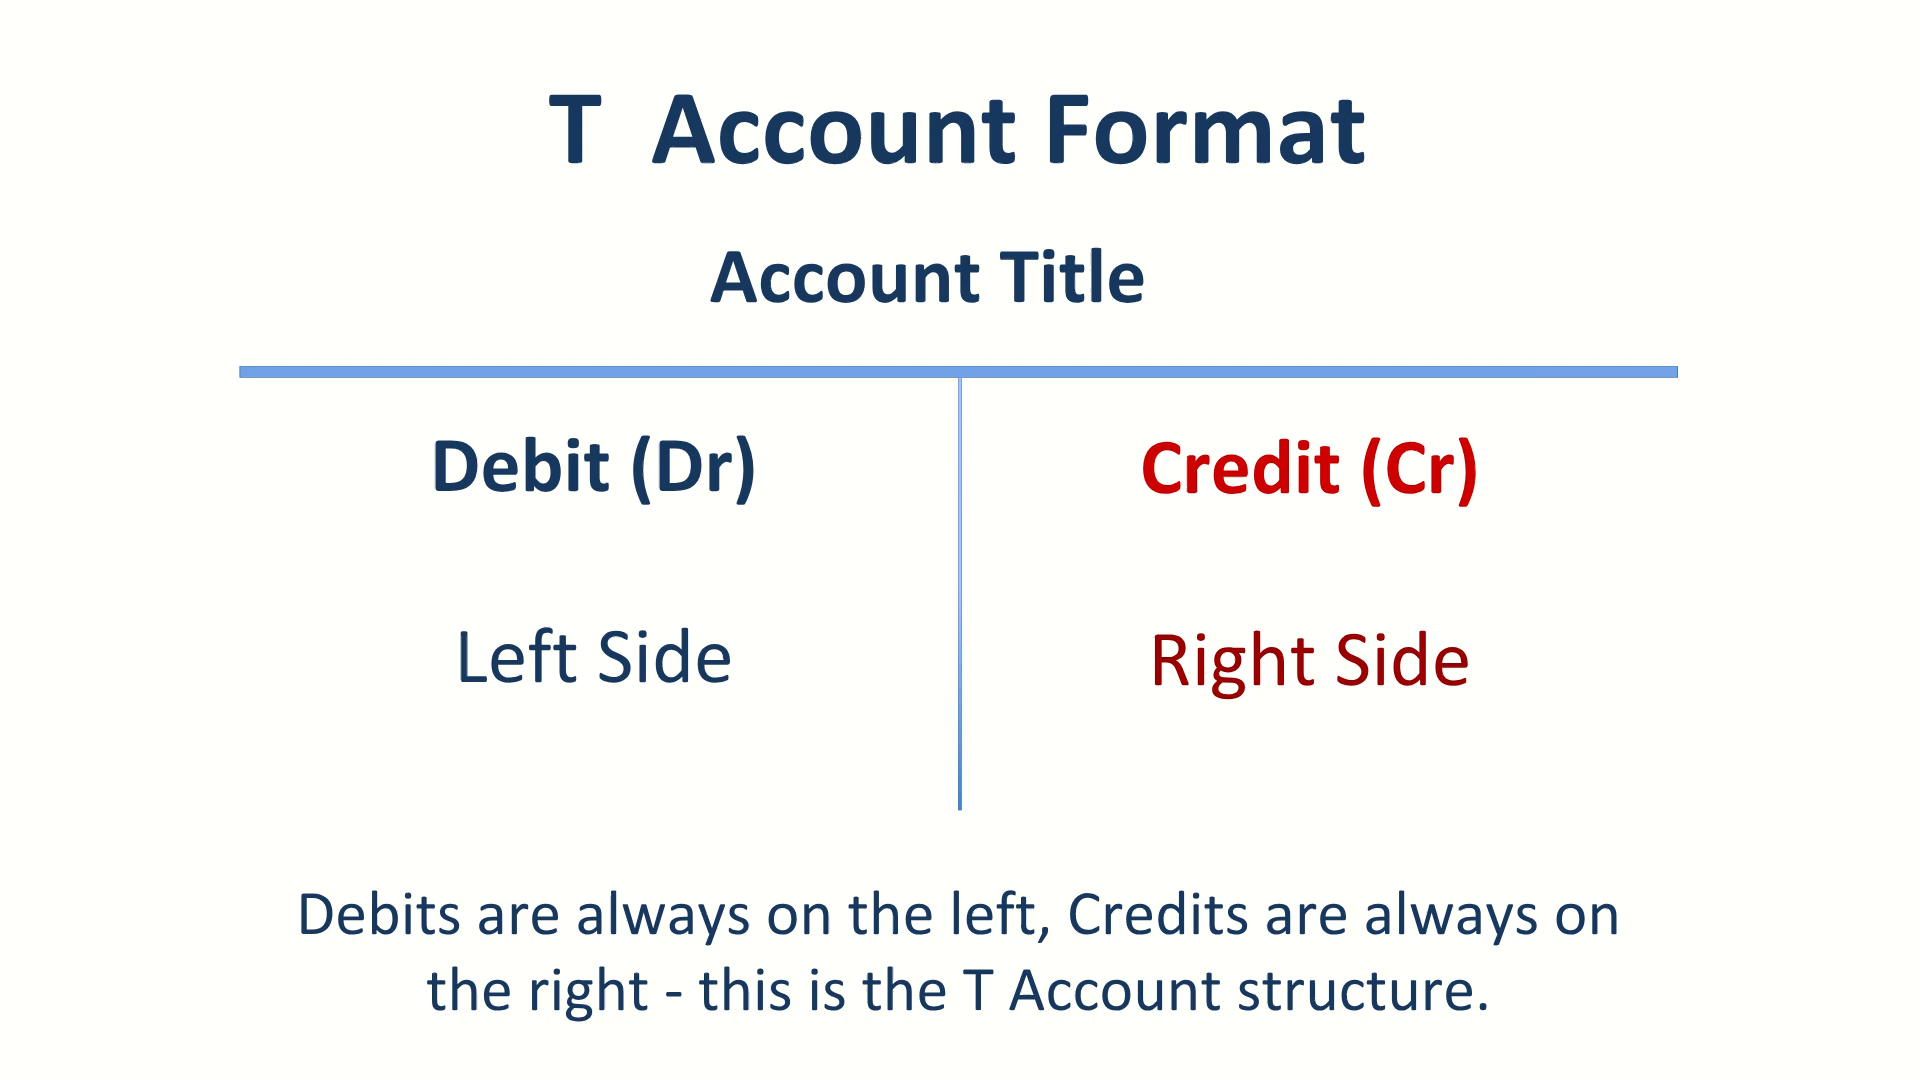 T  Account Format
Account Title
Debit (Dr)
Credit (Cr)
Left Side
Right Side
Debits are always on the left, Credits are always on
the right - this is the T Account structure.